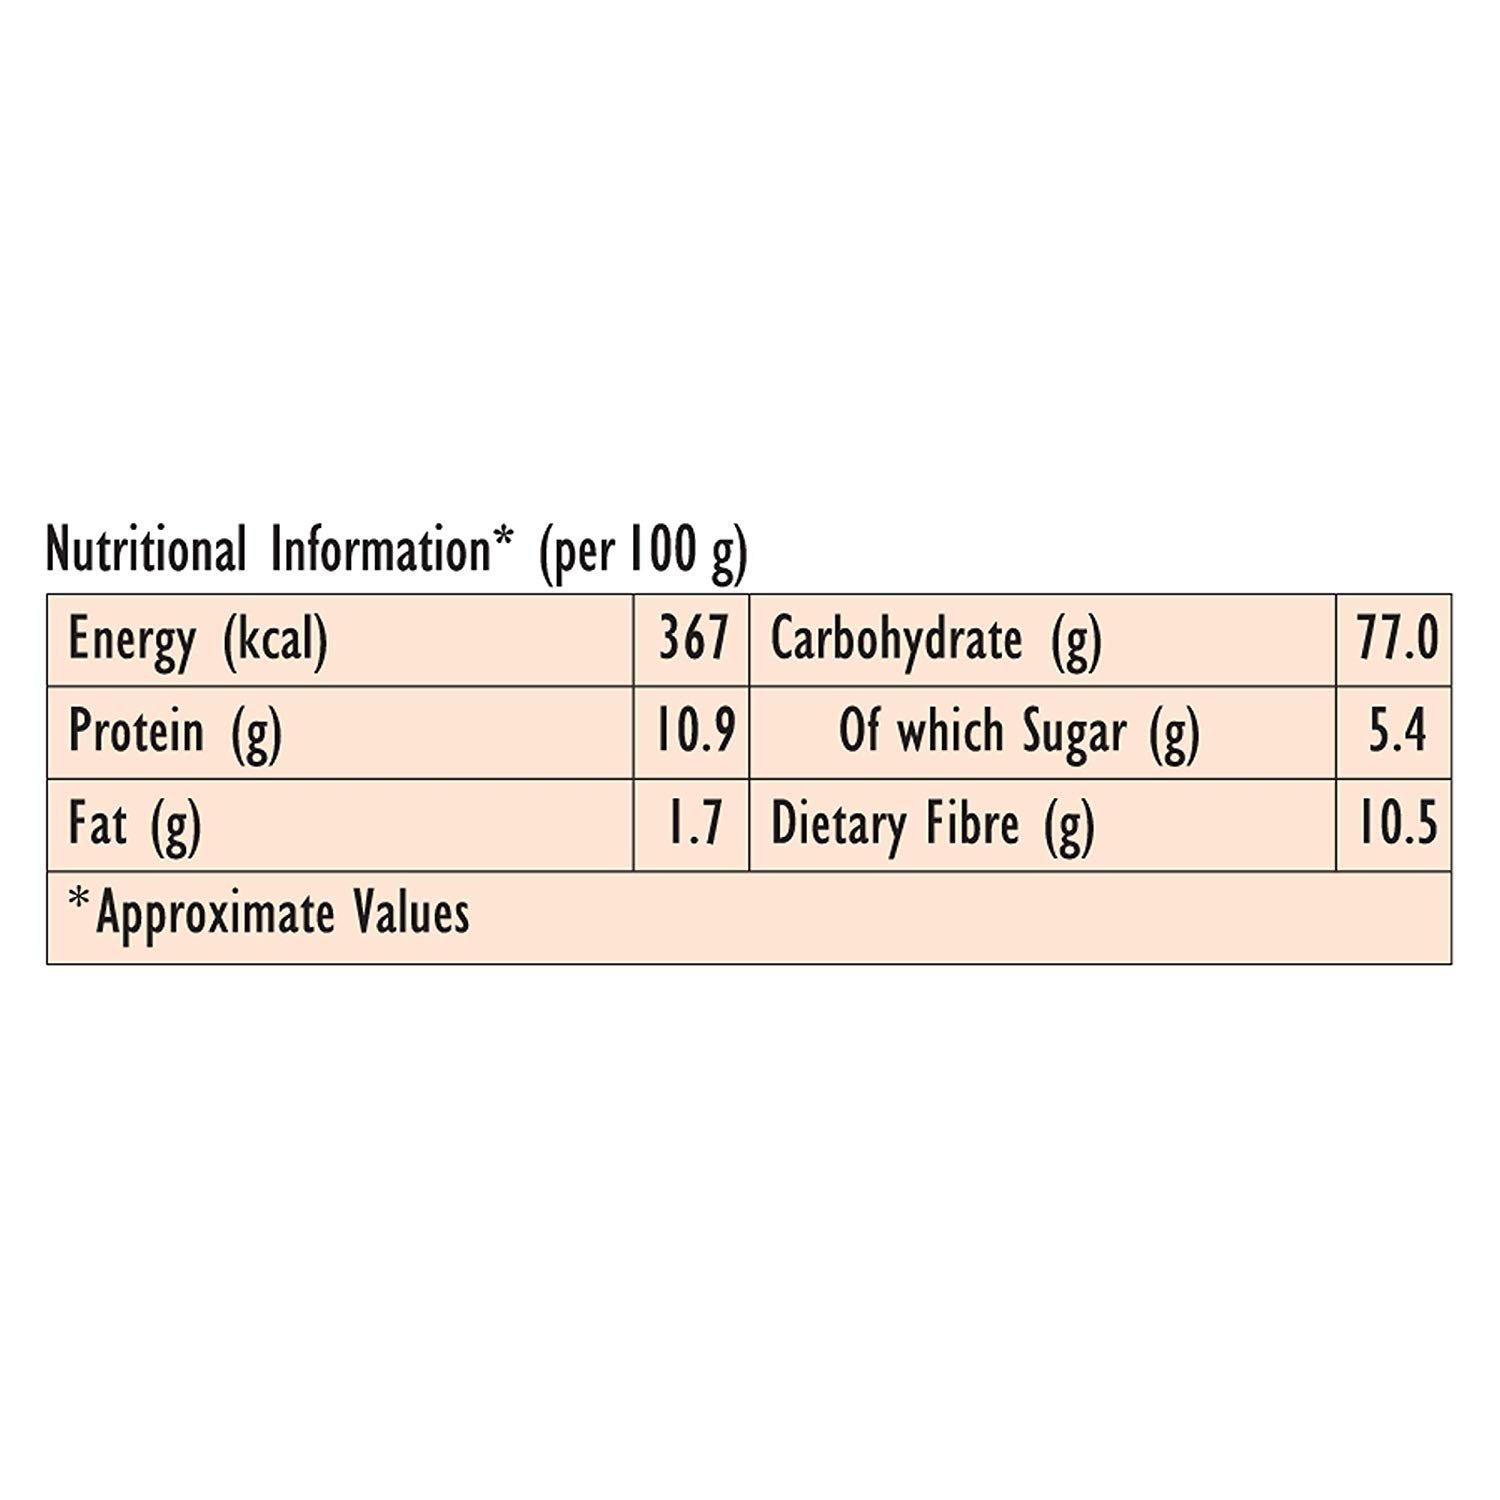 Nutritional Information* (per 100 g)
Energy (kcal) 367 Carbohydrate (g) 77.0
Protein (g) 10.9 Of which Sugar (g) 5.4
Fat (g) 1.7 Dietary Fibre (g) 10.5
*Approximate Values